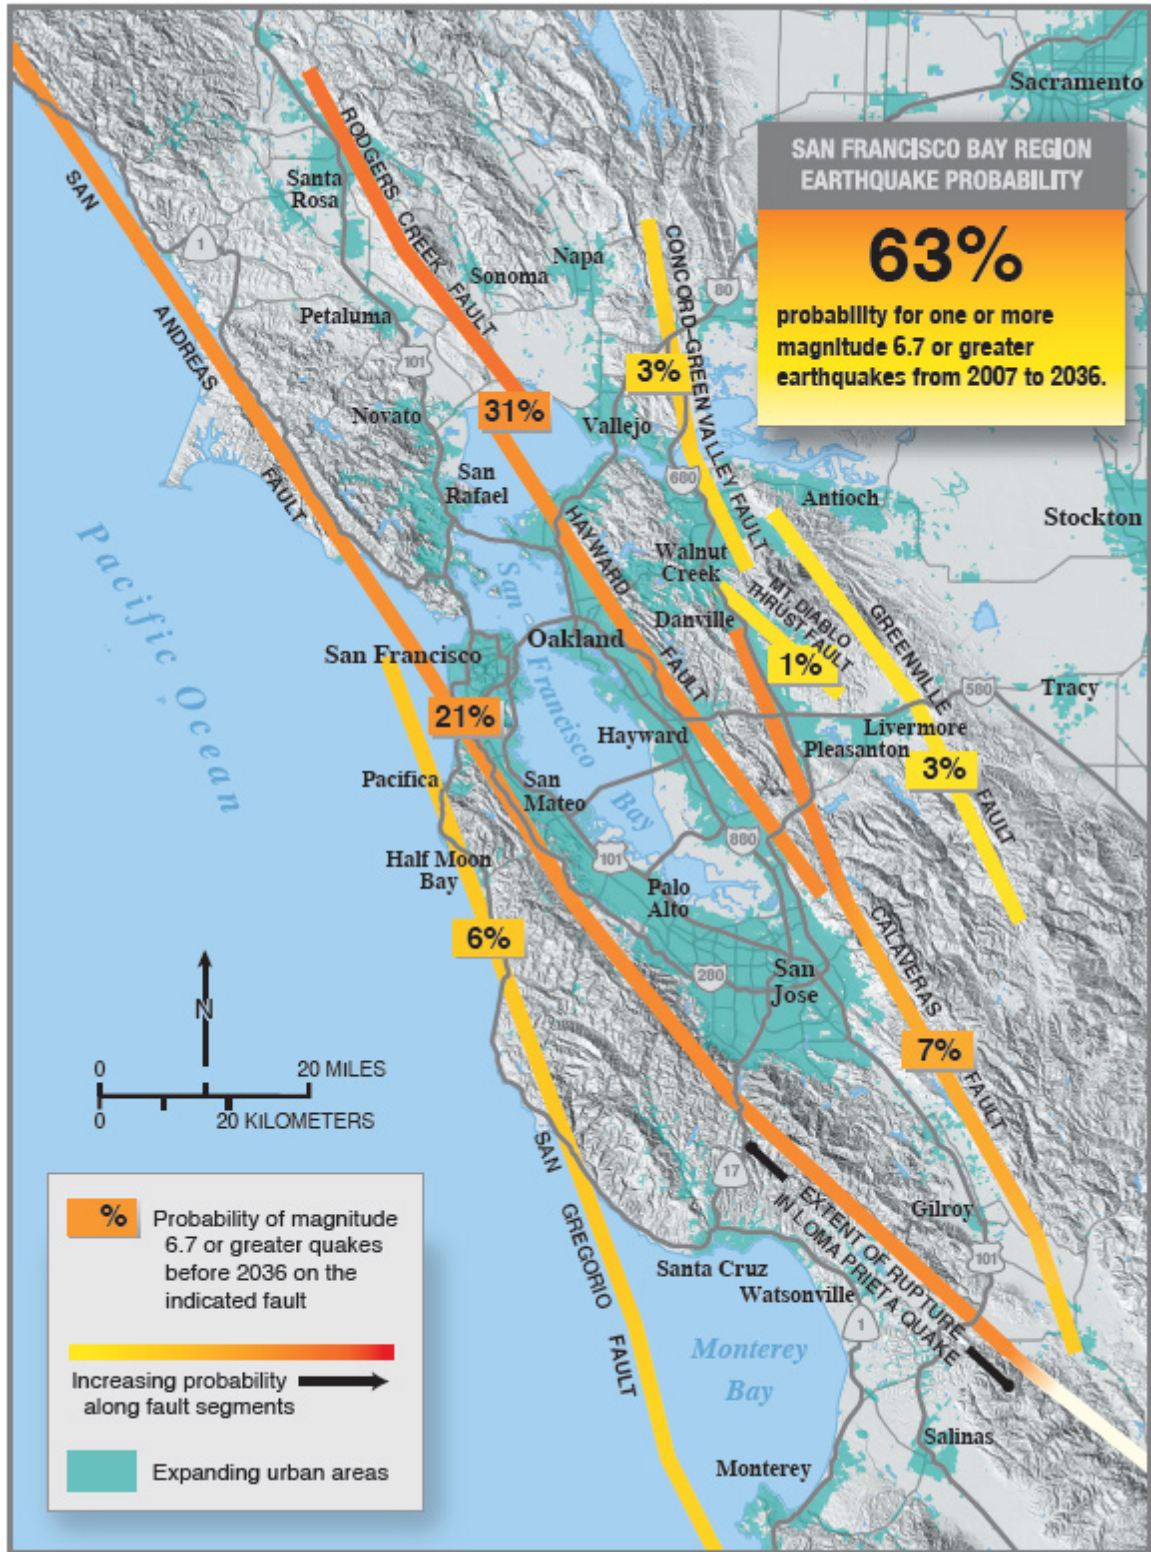 Sacramento
SAN FRANCISCO BAY REGION
EARTHQUAKE PROBABILITY
63%
probability for one or more
magnitude 6.7 or greater
earthquakes from 2007 to 2036.
RODGERS CREEK FAULT
SAN ANDREAS FAULT
Santa
Rosa
1
Napa
Sonoma
CONCORD-GREEN VALLEY FAULT
80
Petaluma
101
3%
31%
Novato
Vallejo
San
Rafael
680
Antioch
Stockton
HAYWARD FAULT
Pacific Ocean
Walnut
Creek
MT. DIABLO
THRUST FAULT
GREENVILLE FAULT
San Francisco Bay
Danville
Oakland
San Francisco
1%
580
Tracy
21%
Livermore
Hayward
Pleasanton
3%
Pacifica
San
Mateo
880
Half Moon
Bay
101
Palo
Alto
CALAVERAS FAULT
6%
280
San
Jose
N
7%
0
20 MILES
0
20 KILOMETERS
SAN GREGORIO FAULT
17
EXTENT OF RUPTURE
IN LOMA PRIETA QUAKE
Gilroy
101
% Probability of magnitude
6.7 or greater quakes
before 2036 on the
indicated fault
Santa Cruz
Watsonville
1
Monterey
Bay
Increasing probability
along fault segments
Salinas
Expanding urban areas
Monterey